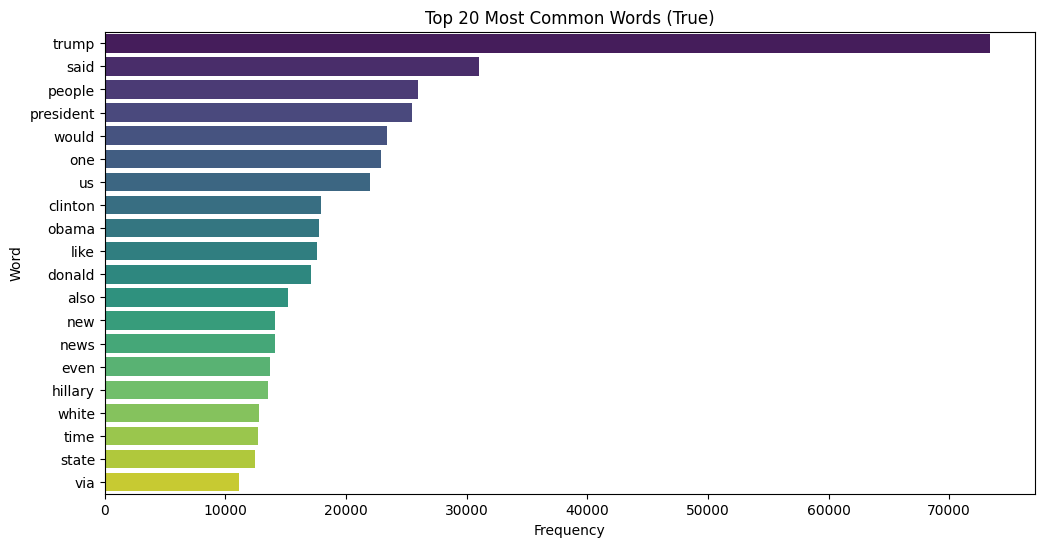 Top 20 Most Common Words (True)
trump
said
people
president
would
one
us
clinton
obama
like
donald
also
new
news
even
hillary
white
time
state
via
Word
0 10000 20000 30000 40000 50000 60000 70000
Frequency